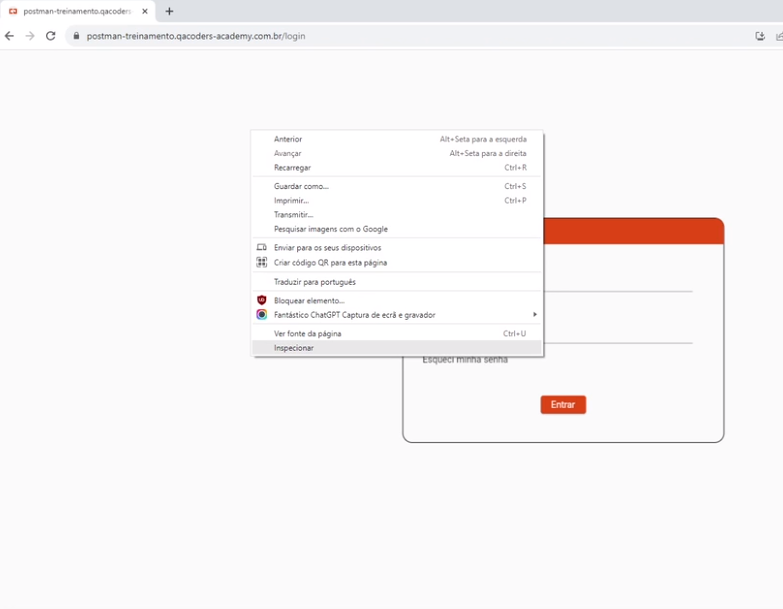 postman-treinamento.qacoders
postman-treinamento.qacoders-academy.com.br/login
Anterior Alt+Seta para a esquerda
Avançar Alt+Seta para a direita
Recarregar Ctrl+R
Guardar como... Ctrl+S
Imprimir... Ctrl+P
Transmitir...
Pesquisar imagens com o Google
Enviar para os seus dispositivos
Criar código QR para esta página
Traduzir para português
Bloquear elemento...
Fantástico ChatGPT Captura de ecrã e gravador
Ver fonte da página Ctrl+U
Inspecionar
Esqueci minha senha
Entrar